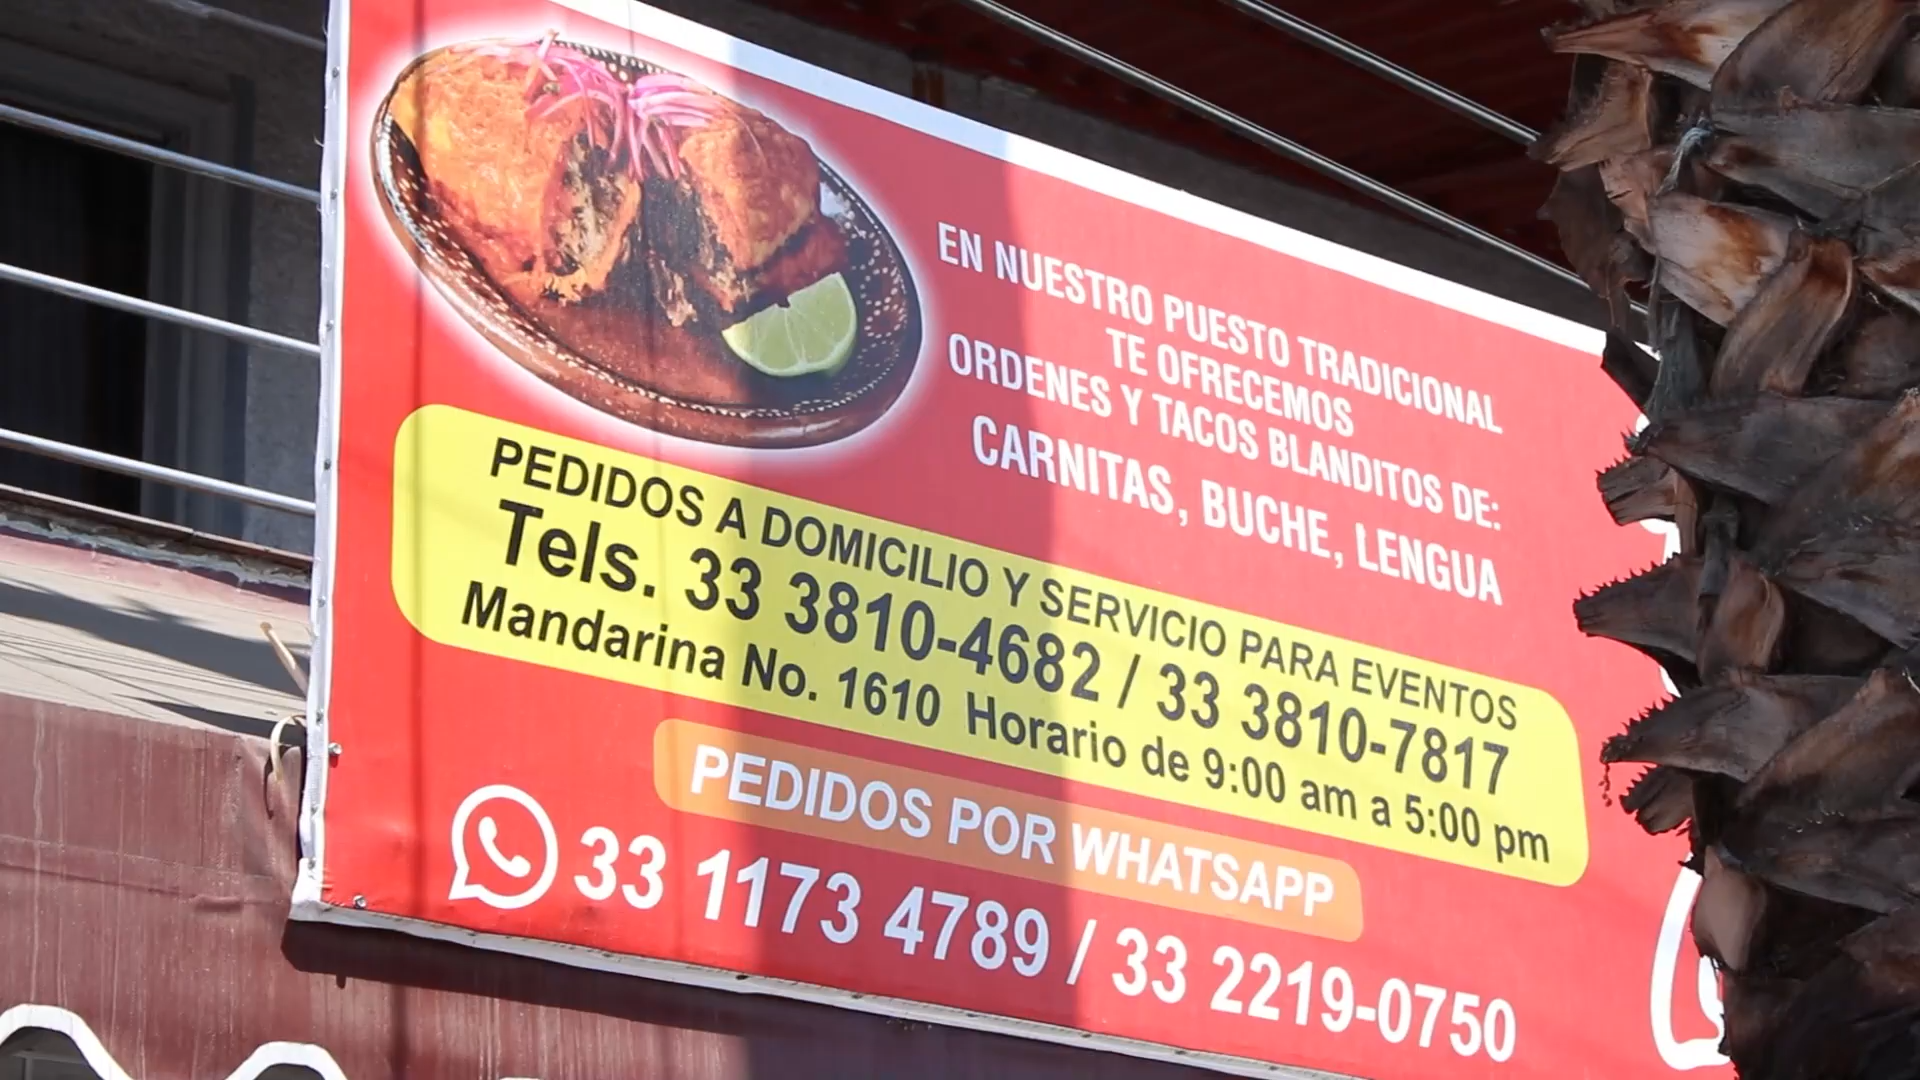 EN NUESTRO PUESTO TRADICIONAL
TE OFRECEMOS
ORDENES Y TACOS BLANDITOS DE:
CARNITAS, BUCHE, LENGUA
PEDIDOS A DOMICILIO Y SERVICIO PARA EVENTOS
Tels. 33 3810-4682 / 33 3810-7817
Mandarina No. 1610 Horario de 9:00 am a 5:00 pm
PEDIDOS POR WHATSAPP
33 1173 4789 / 33 2219-0750